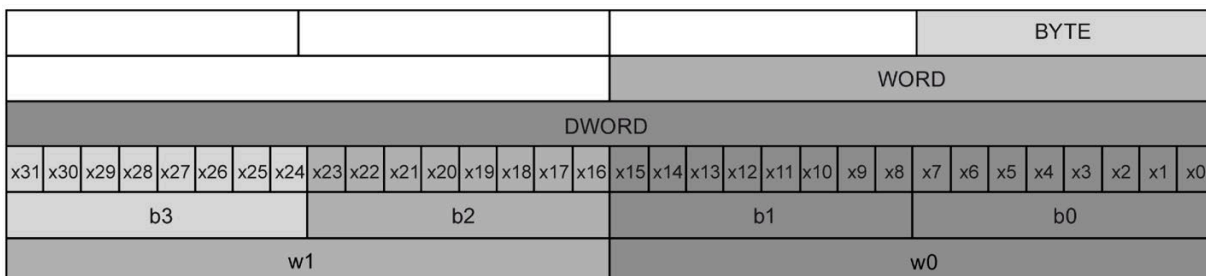 BYTE
WORD
DWORD
x31 x30 x29 x28 x27 x26 x25 x24 x23 x22 x21 x20 x19 x18 x17 x16 x15 x14 x13 x12 x11 x10 x9 x8 x7 x6 x5 x4 x3 x2 x1 x0
b3 b2 b1 b0
w1 w0